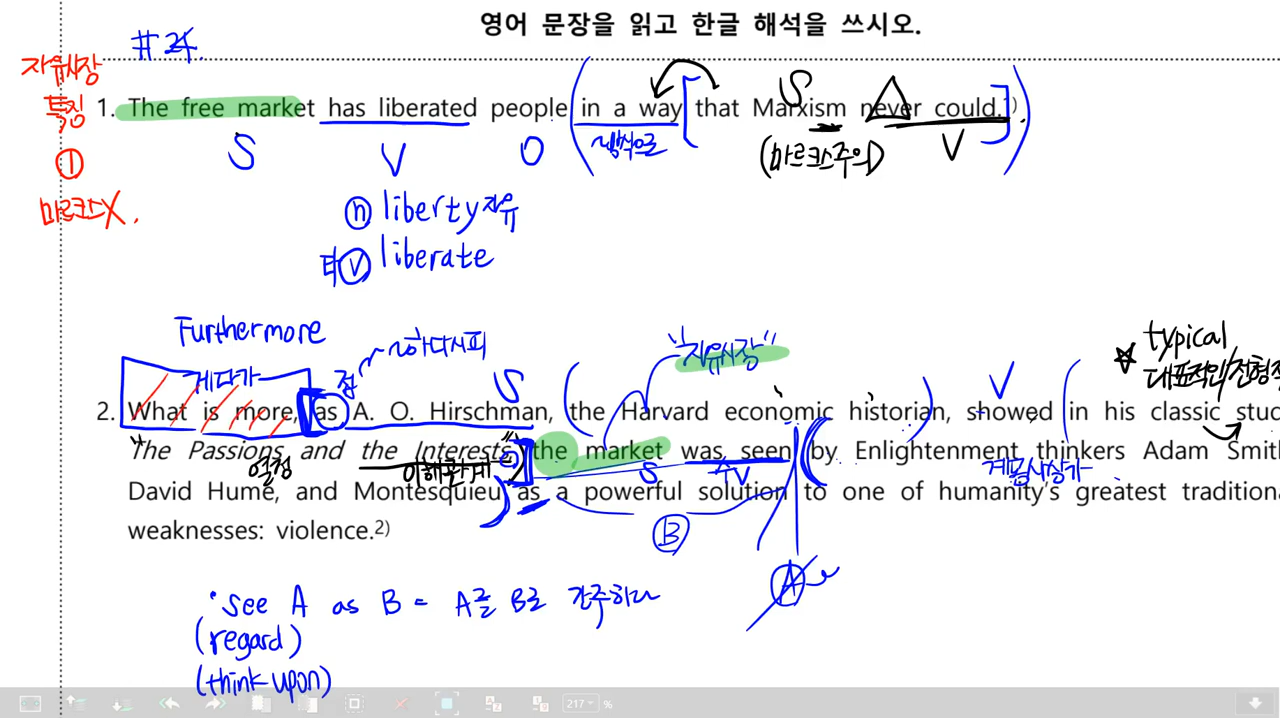 영어 문장을 읽고 한글 해석을 쓰시오.
#24.
자유시장
특징
①
마르크스X.
1. The free market has liberated people in a way that Marxism never could.1)
S V O ~방식으로 (마르크스주의) S V
ⓝ liberty 자유
ⓥ liberate
Furthermore
게다가
~하다시피
S
"자유시장"
V
typical
대표적인/전형적
2. What is more, as A. O. Hirschman, the Harvard economic historian, showed in his classic stud
The Passions and the Interests, the market was seen by Enlightenment thinkers Adam Smith
열정 이해관계 S V 계몽사상가
David Hume, and Montesquieu as a powerful solution to one of humanity's greatest traditiona
Ⓑ
weaknesses: violence.2)
Ⓐ
• see A as B = A를 B로 간주하다
(regard)
(think upon)
217 %